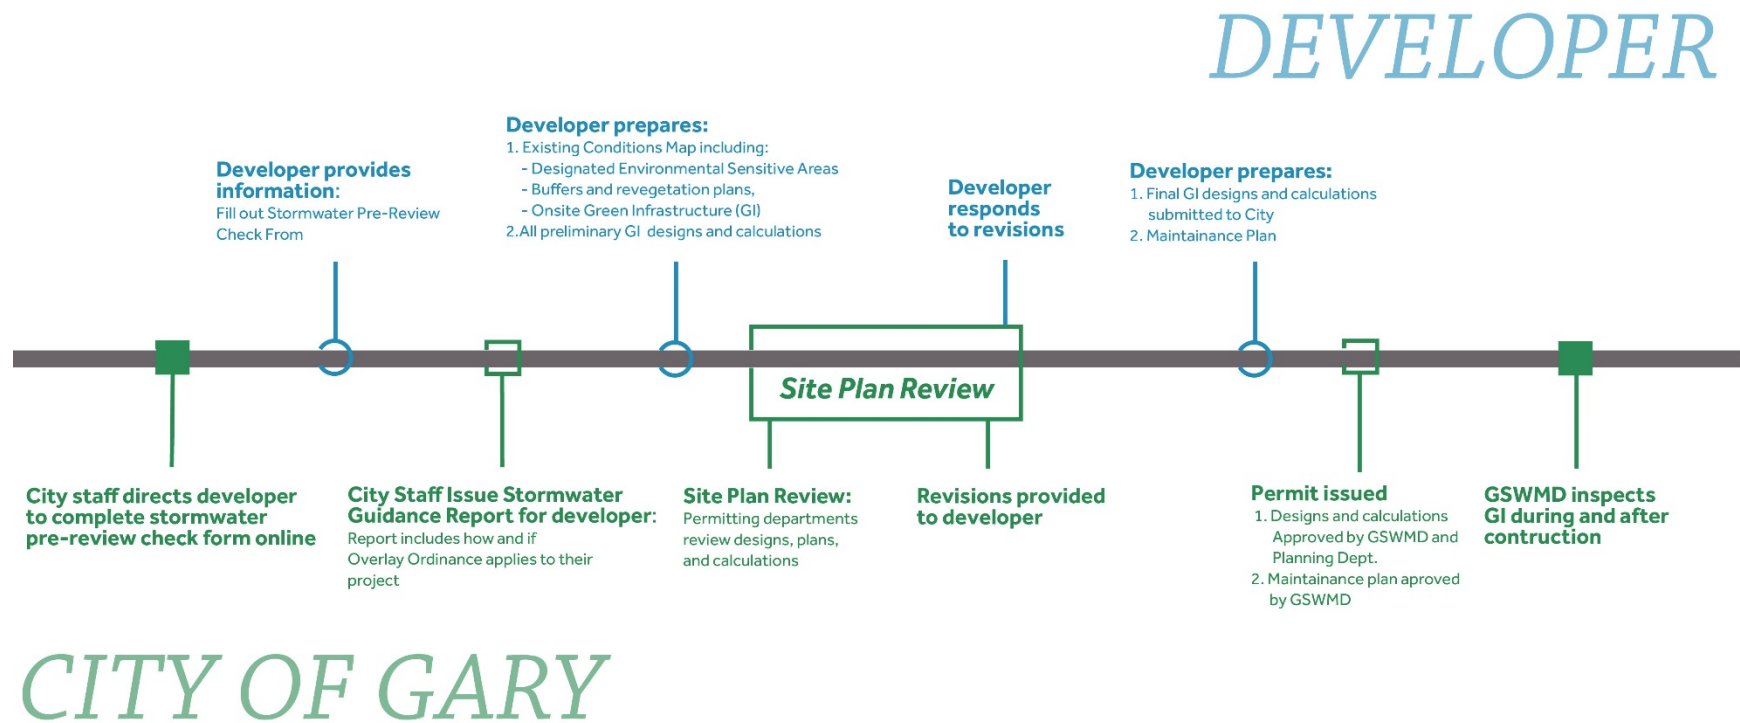 DEVELOPER
Developer provides
information:
Fill out Stormwater Pre-Review
Check From
Developer prepares:
1. Existing Conditions Map including:
- Designated Environmental Sensitive Areas
- Buffers and revegetation plans,
- Onsite Green Infrastructure (GI)
2.All preliminary GI designs and calculations
Developer
responds
to revisions
Developer prepares:
1. Final GI designs and calculations
submitted to City
2. Maintainance Plan
Site Plan Review
City staff directs developer
to complete stormwater
pre-review check form online
City Staff Issue Stormwater
Guidance Report for developer:
Report includes how and if
Overlay Ordinance applies to their
project
Site Plan Review:
Permitting departments
review designs, plans,
and calculations
Revisions provided
to developer
Permit issued
1. Designs and calculations
Approved by GSWMD and
Planning Dept.
2. Maintainance plan aproved
by GSWMD
GSWMD inspects
GI during and after
contruction
CITY OF GARY